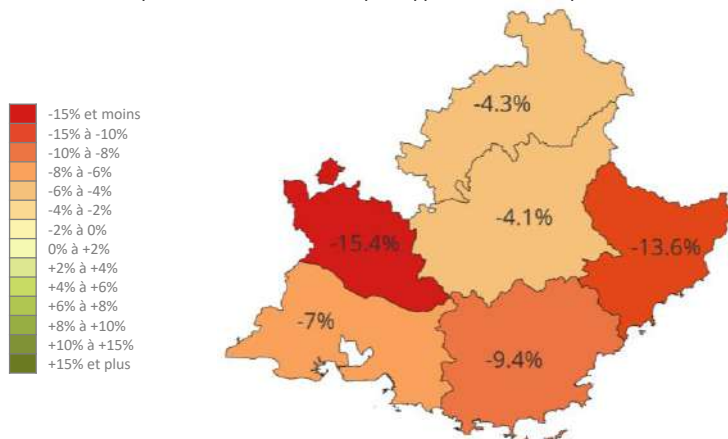 -15% et moins
-15% à -10%
-10% à -8%
-8% à -6%
-6% à -4%
-4% à -2%
-2% à 0%
0% à +2%
+2% à +4%
+4% à +6%
+6% à +8%
+8% à +10%
+10% à +15%
+15% et plus
-4.3%
-4.1%
-15.4%
-13.6%
-7%
-9.4%